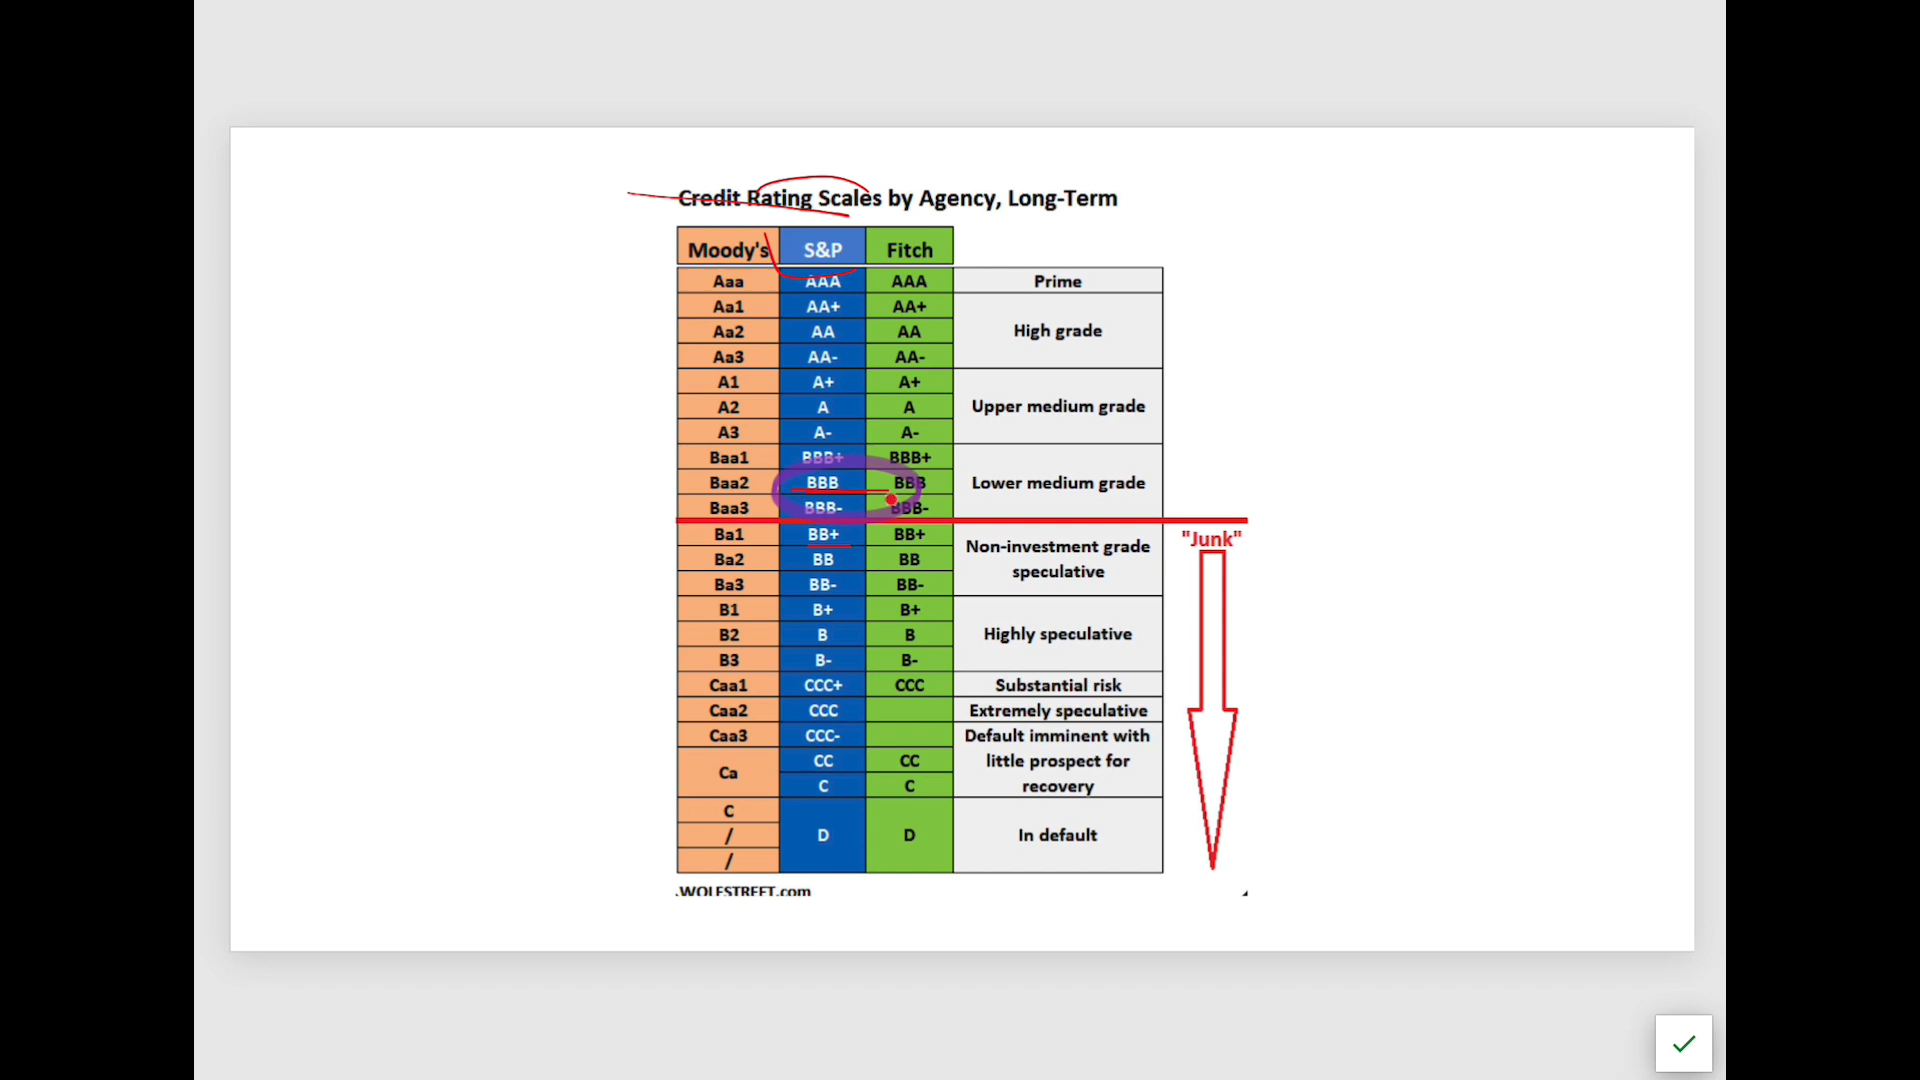 Credit Rating Scales by Agency, Long-Term
Moody's S&P Fitch
Aaa AAA AAA Prime
Aa1 AA+ AA+
Aa2 AA AA High grade
Aa3 AA- AA-
A1 A+ A+
A2 A A Upper medium grade
A3 A- A-
Baa1 BBB+ BBB+
Baa2 BBB BBB Lower medium grade
Baa3 BBB- BBB-
"Junk"
Ba1 BB+ BB+ Non-investment grade
Ba2 BB BB speculative
Ba3 BB- BB-
B1 B+ B+
B2 B B Highly speculative
B3 B- B-
Caa1 CCC+ CCC Substantial risk
Caa2 CCC Extremely speculative
Caa3 CCC- Default imminent with
Ca CC CC little prospect for
C C recovery
C
/ D D In default
/
WOLFSTREET.com